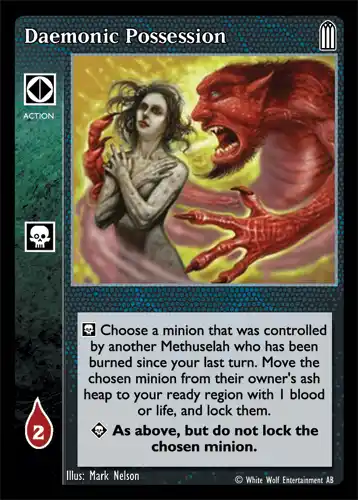 Daemonic Possession
ACTION
Choose a minion that was controlled
by another Methuselah who has been
burned since your last turn. Move the
chosen minion from their owner's ash
heap to your ready region with 1 blood
or life, and lock them.
As above, but do not lock the
chosen minion.
2
Illus: Mark Nelson
© White Wolf Entertainment AB